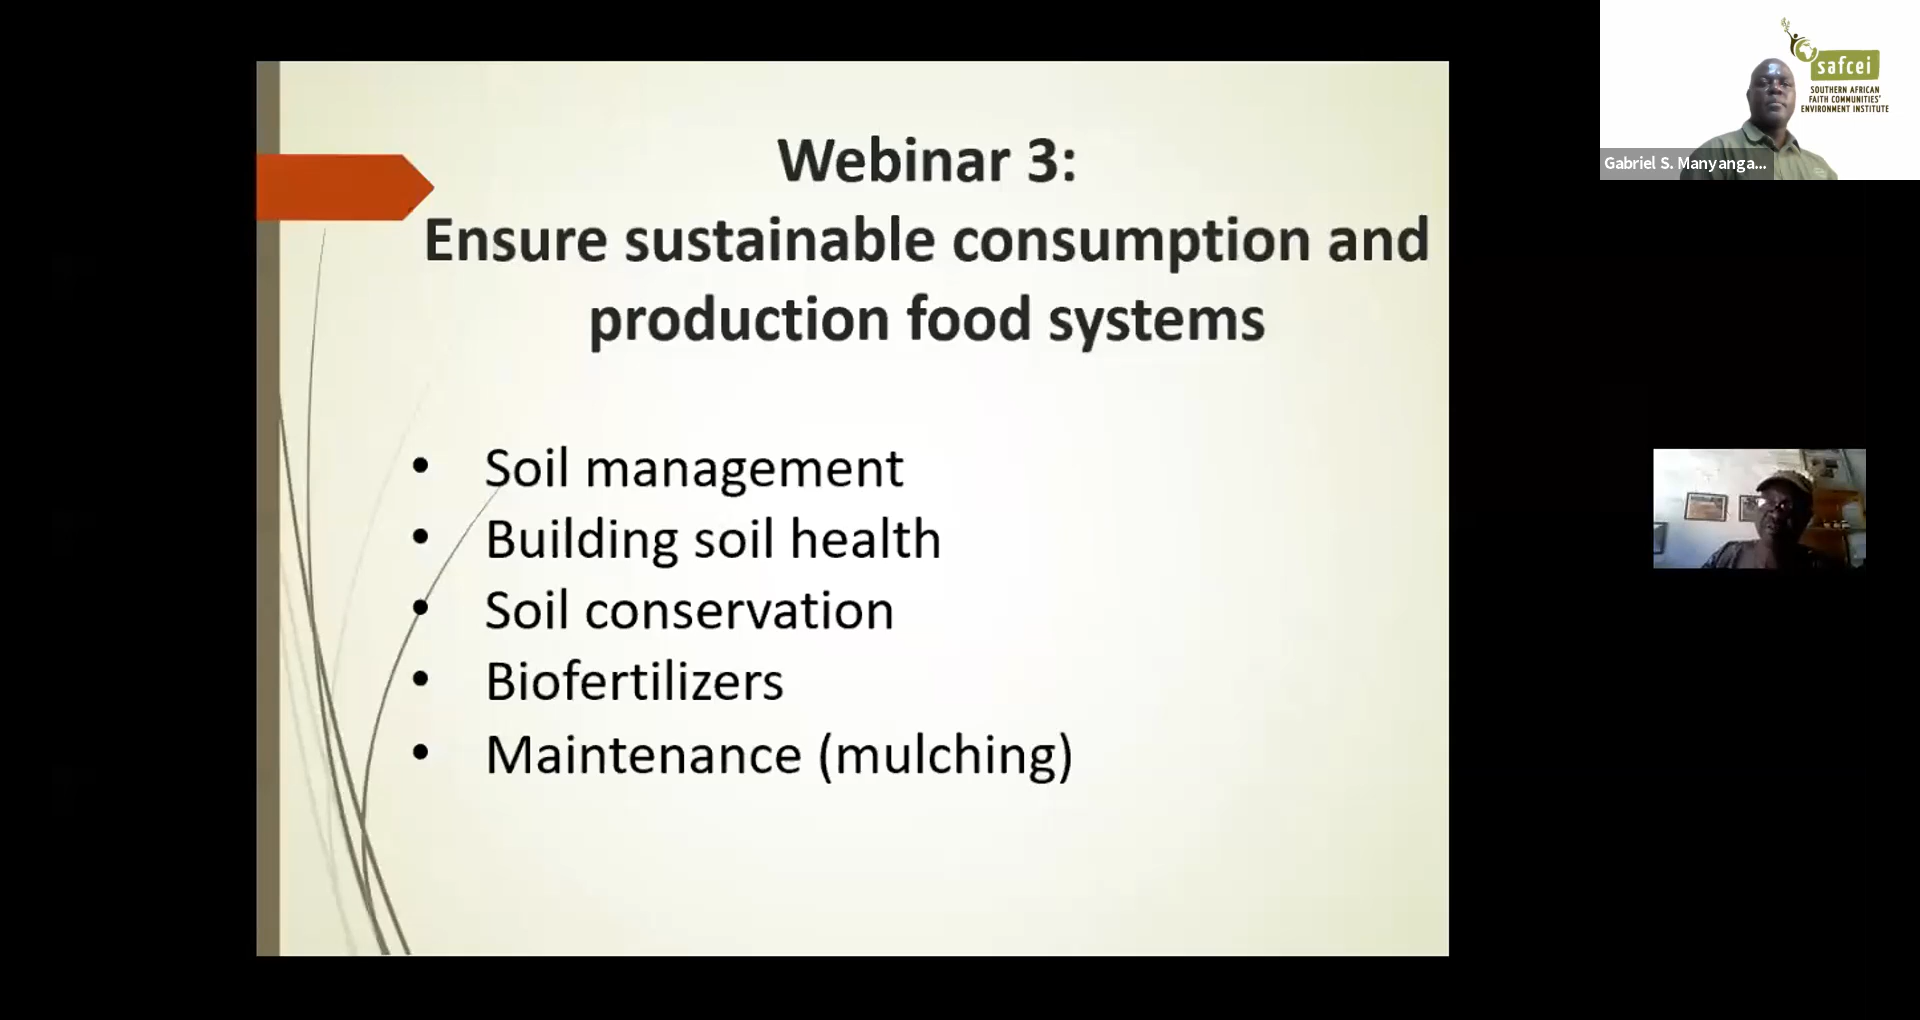 Webinar 3:
Ensure sustainable consumption and
production food systems
• Soil management
• Building soil health
• Soil conservation
• Biofertilizers
• Maintenance (mulching)
safcei
SOUTHERN AFRICAN
FAITH COMMUNITIES'
ENVIRONMENT INSTITUTE
Gabriel S. Manyanga...